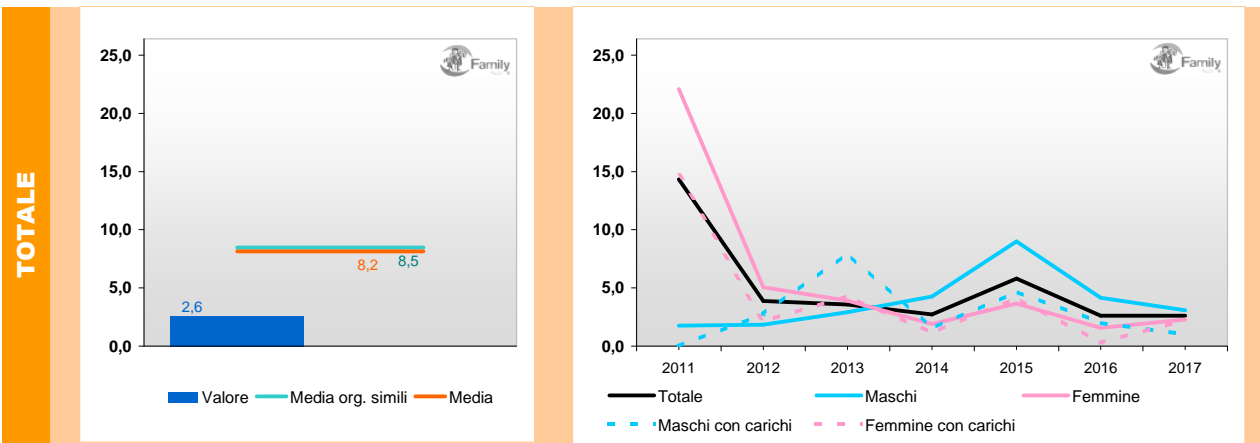 TOTALE
Family
25,0
20,0
15,0
10,0
5,0
0,0
2,6
8,2
8,5
Valore
Media org. simili
Media
Family
25,0
20,0
15,0
10,0
5,0
0,0
2011 2012 2013 2014 2015 2016 2017
Totale
Maschi
Femmine
Maschi con carichi
Femmine con carichi